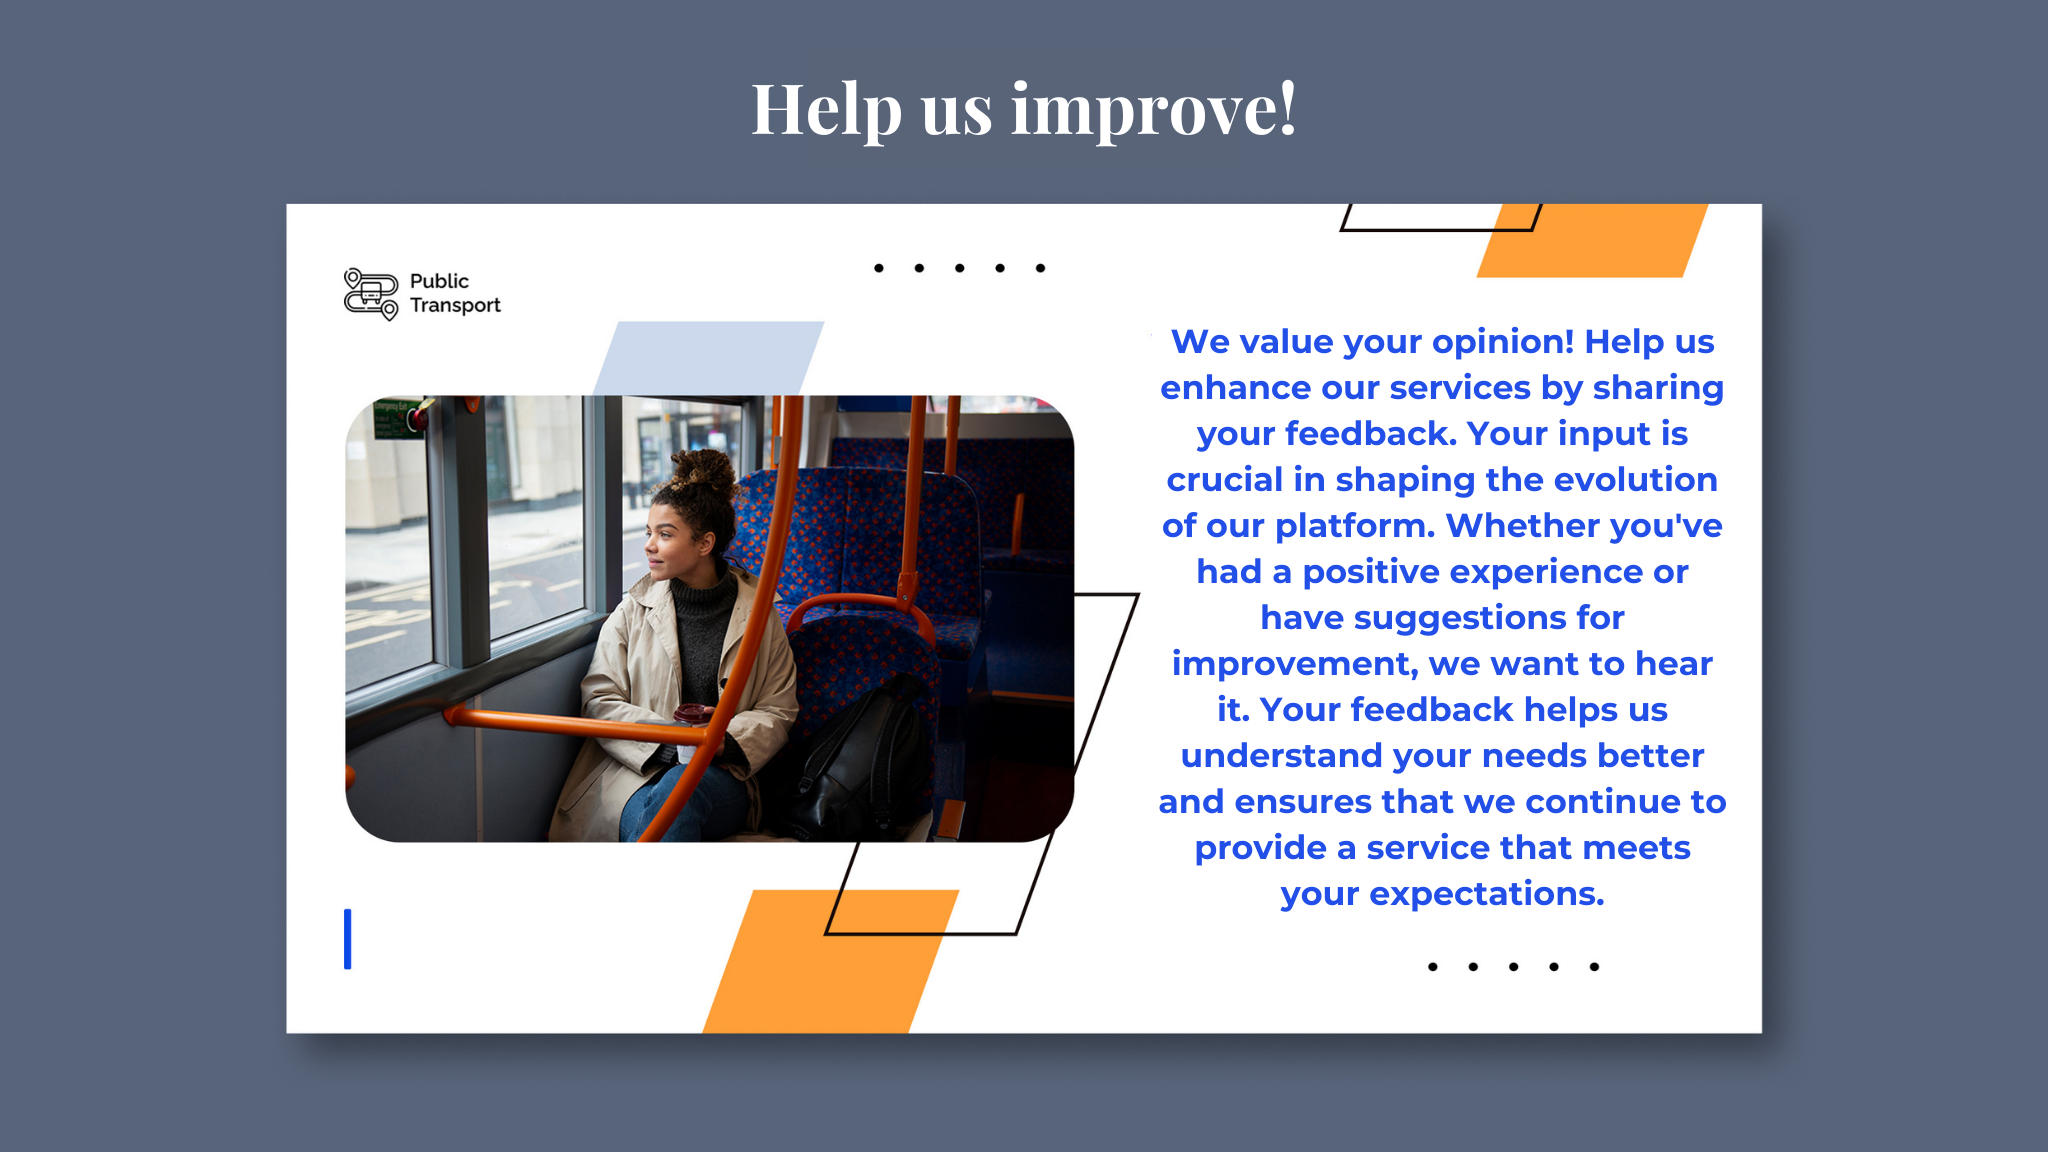 Help us improve!
Public
Transport
Emergency Exit
We value your opinion! Help us
enhance our services by sharing
your feedback. Your input is
crucial in shaping the evolution
of our platform. Whether you've
had a positive experience or
have suggestions for
improvement, we want to hear
it. Your feedback helps us
understand your needs better
and ensures that we continue to
provide a service that meets
your expectations.